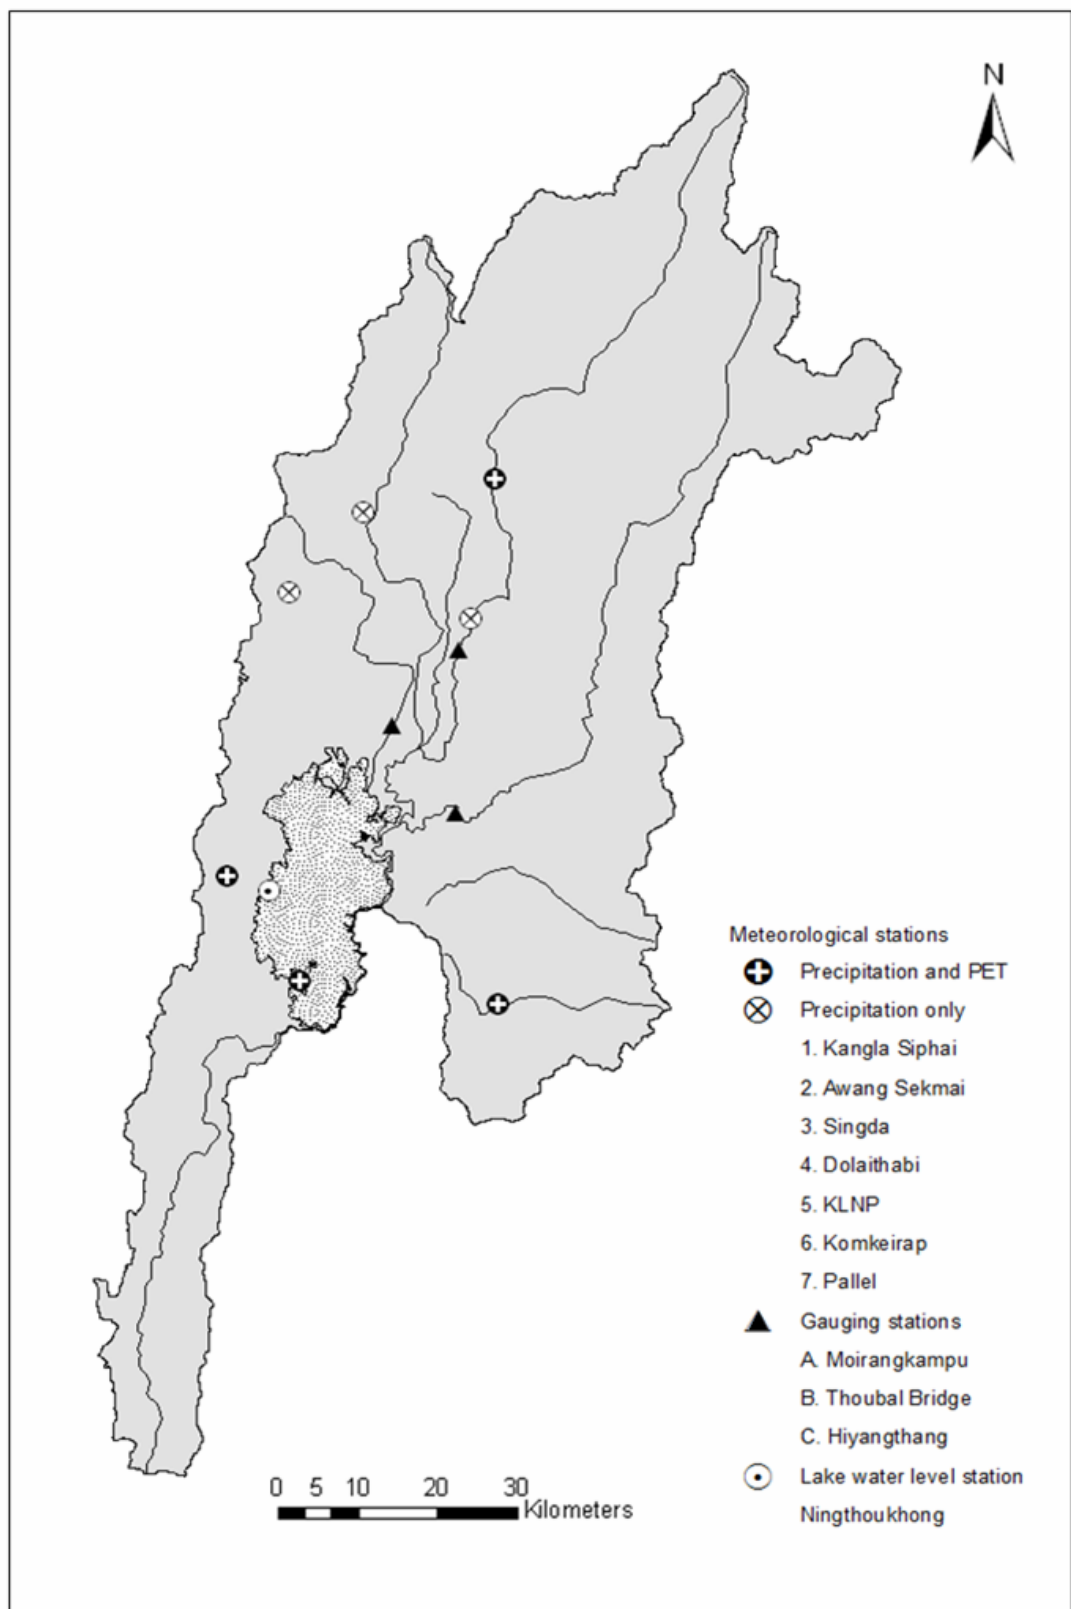 N
Meteorological stations
Precipitation and PET
Precipitation only
1. Kangla Siphai
2. Awang Sekmai
3. Singda
4. Dolaithabi
5. KLNP
6. Komkeirap
7. Pallel
Gauging stations
A. Moirangkampu
B. Thoubal Bridge
C. Hiyangthang
Lake water level station
Ningthoukhong
0 5 10 20 30
Kilometers